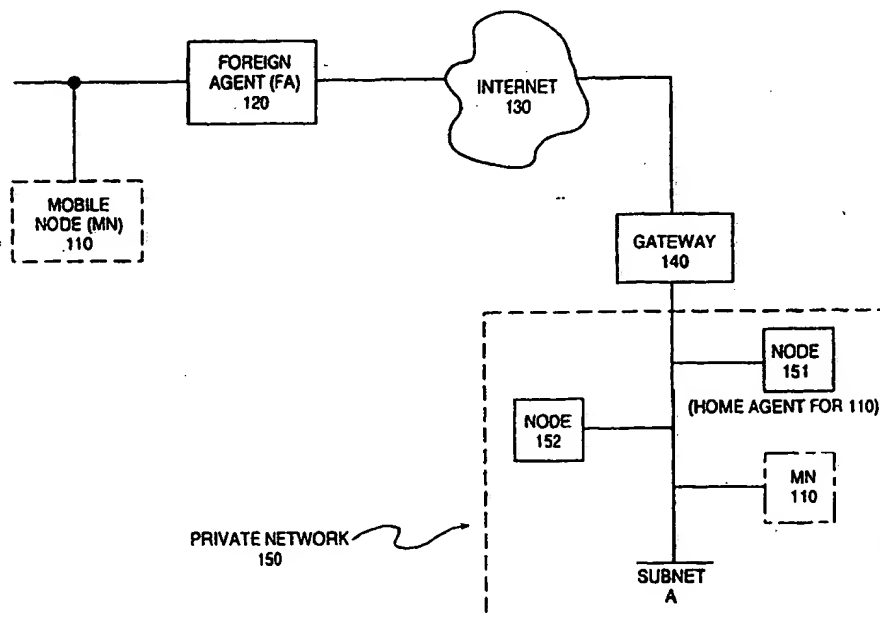 FOREIGN
AGENT (FA)
120
INTERNET
130
MOBILE
NODE (MN)
110
GATEWAY
140
NODE
151
(HOME AGENT FOR 110)
NODE
152
MN
110
PRIVATE NETWORK
150
SUBNET
A